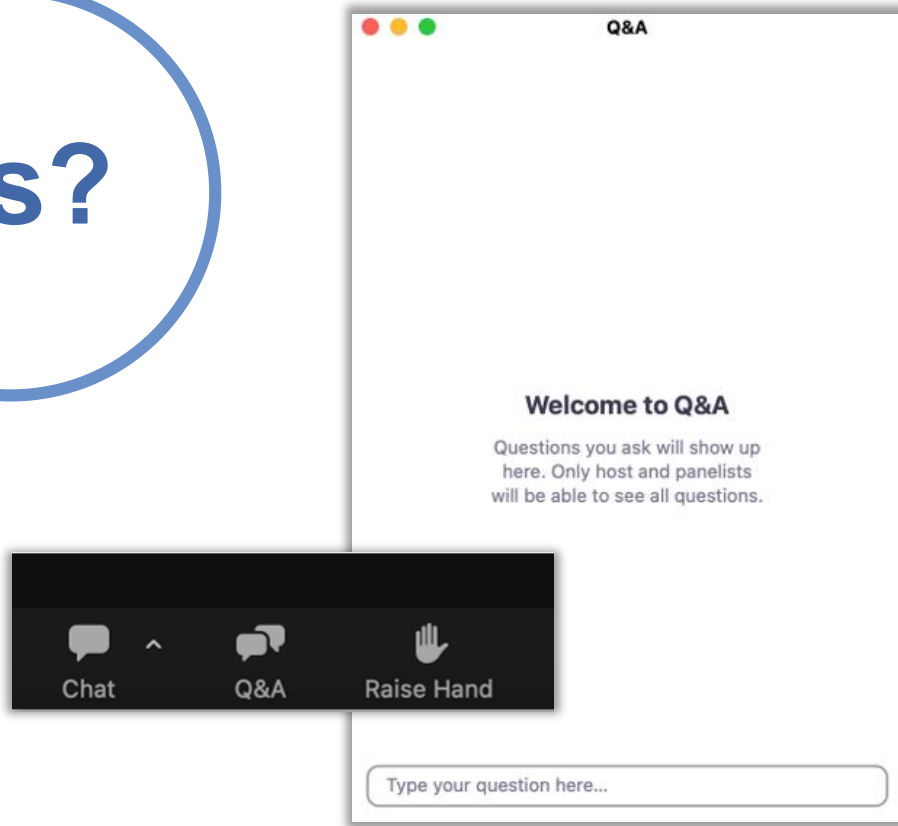 s?
Q&A
Welcome to Q&A
Questions you ask will show up
here. Only host and panelists
will be able to see all questions.
Chat
Q&A
Raise Hand
Type your question here...